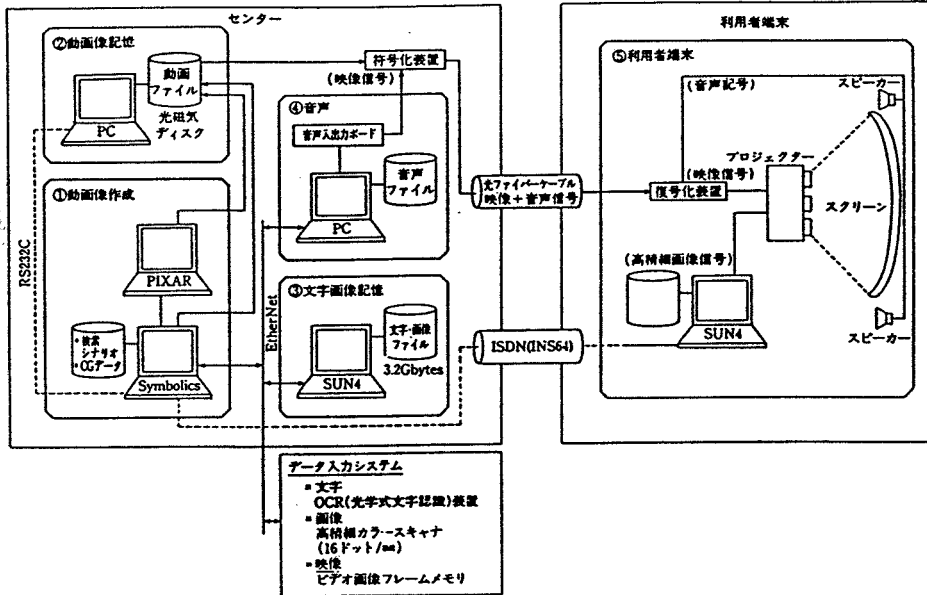 センター
利用者端末
②動画像記憶
動画
ファイル
光磁気
ディスク
PC
符号化装置
(映像信号)
④音声
音声入出力ボード
音声
ファイル
PC
①動画像作成
PIXAR
・検索
シナリオ
・CGデータ
Symbolics
RS232C
EtherNet
③文字画像記憶
文字・画像
ファイル
3.2Gbytes
SUN4
光ファイバーケーブル
映像+音声信号
ISDN(INS64)
⑤利用者端末
(音声記号)
スピーカー
プロジェクター
(映像信号)
復号化装置
スクリーン
(高精細画像信号)
SUN4
スピーカー
データ入力システム
・文字
OCR(光学式文字認識)装置
・画像
高精細カラースキャナ
(16ドット/㎜)
・映像
ビデオ画像フレームメモリ